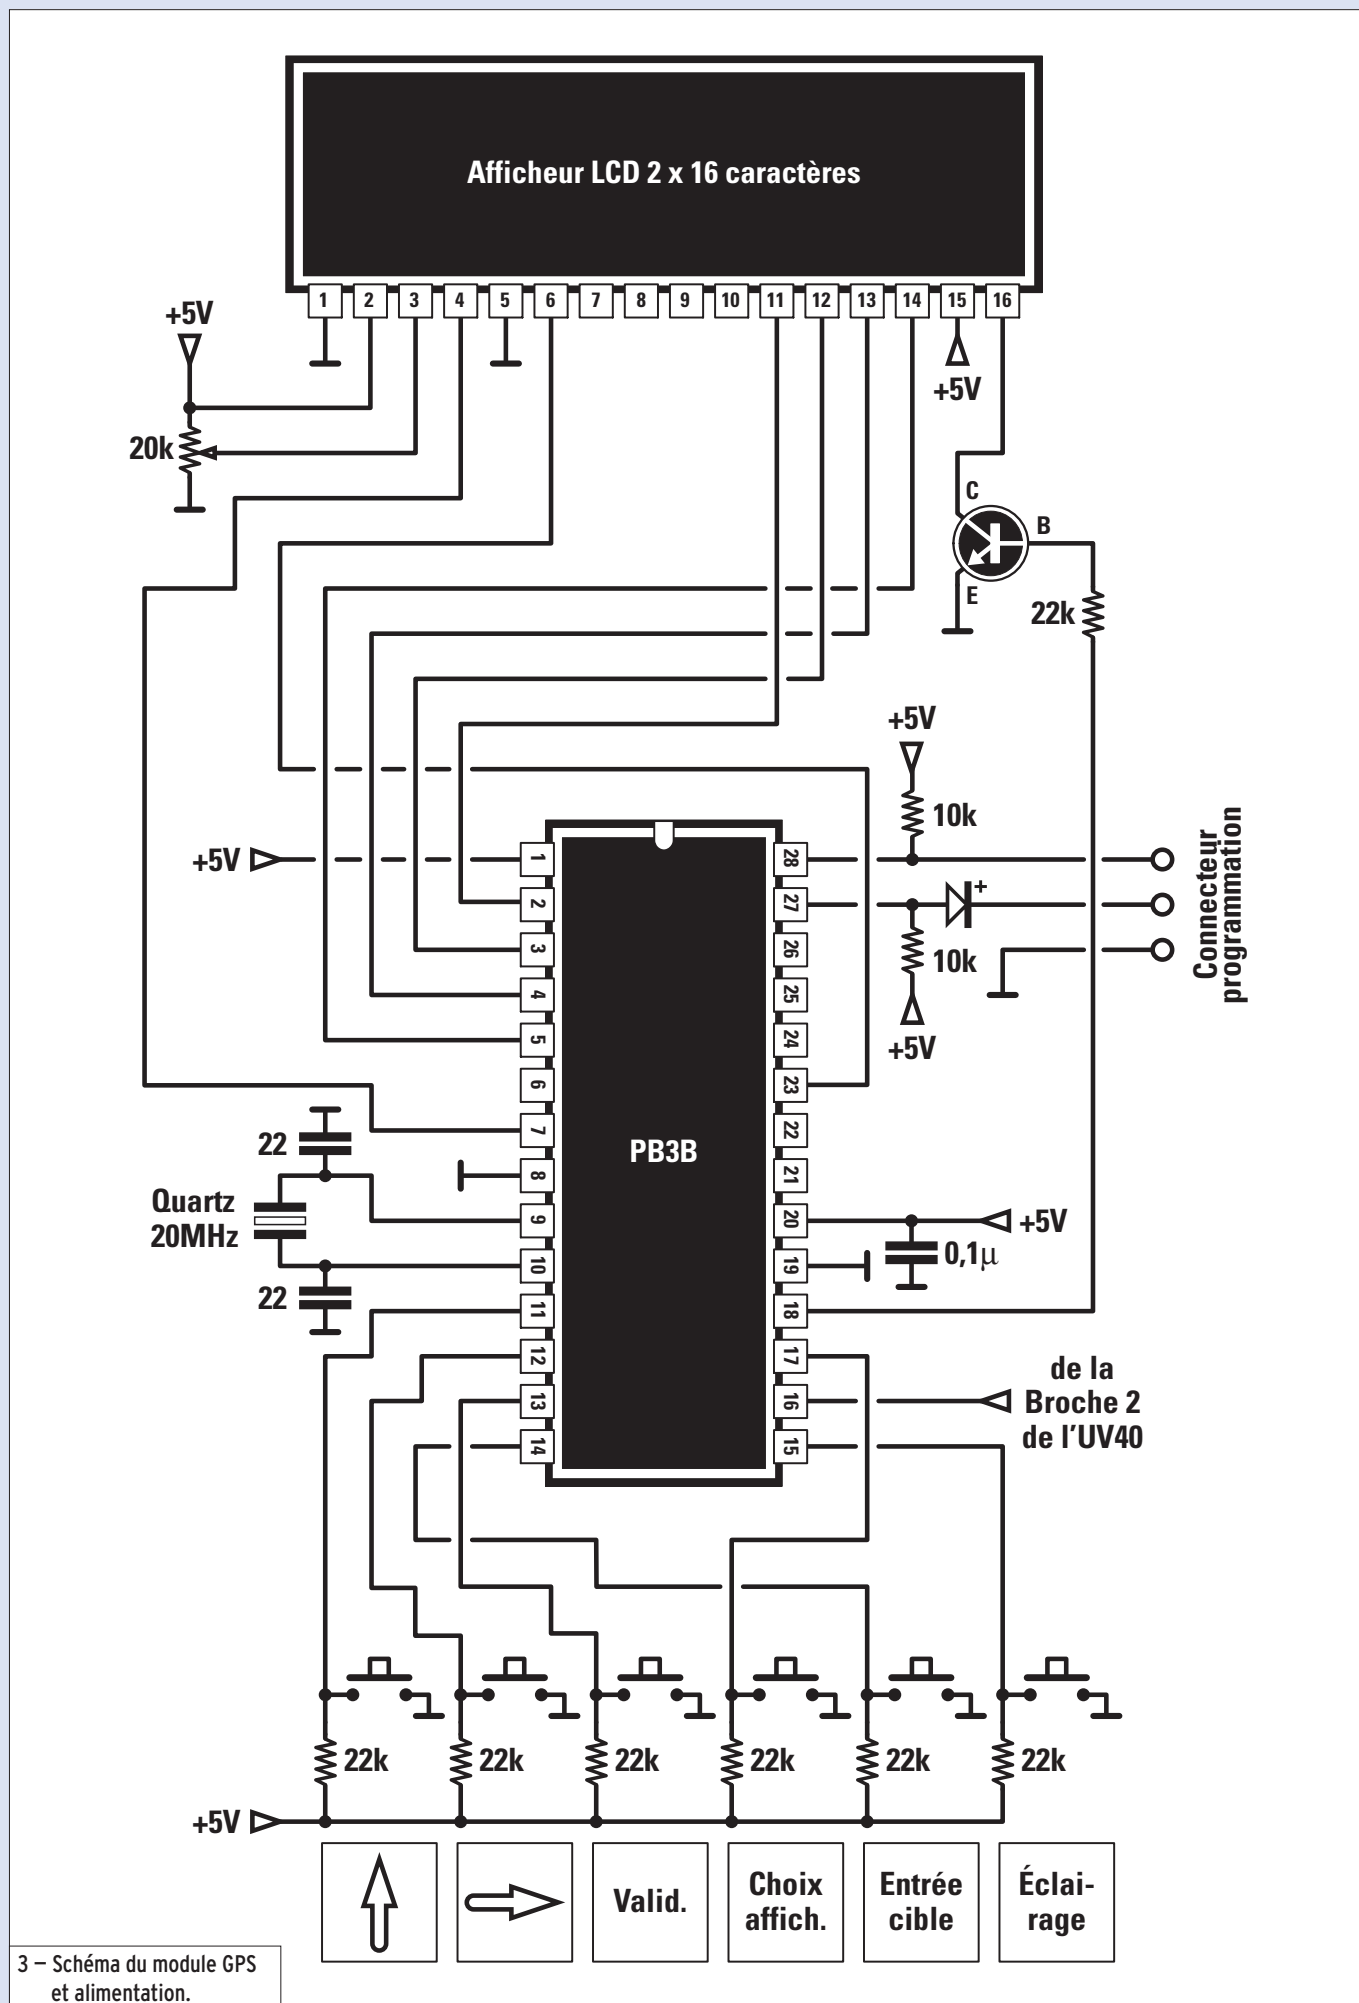 Afficheur LCD 2 x 16 caractères
1 2 3 4 5 6 7 8 9 10 11 12 13 14 15 16
+5V
+5V
20k
C
B
E
22k
+5V
10k
+5V
1
28
2
27
+
3
26
10k
4
25
+5V
5
24
6
23
7
22
8
21
9
20
10
19
11
18
12
17
13
16
14
15
Connecteur
programmation
PB3B
22
Quartz
20MHz
22
+5V
0,1µ
de la
Broche 2
de l'UV40
22k 22k 22k 22k 22k 22k
+5V
Valid.
Choix
affich.
Entrée
cible
Éclai-
rage
3 – Schéma du module GPS
et alimentation.